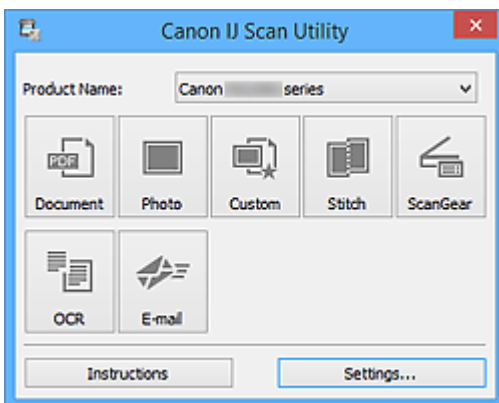 Canon IJ Scan Utility
Product Name: Canon series
PDF
Document Photo Custom Stitch ScanGear
OCR E-mail
Instructions Settings...